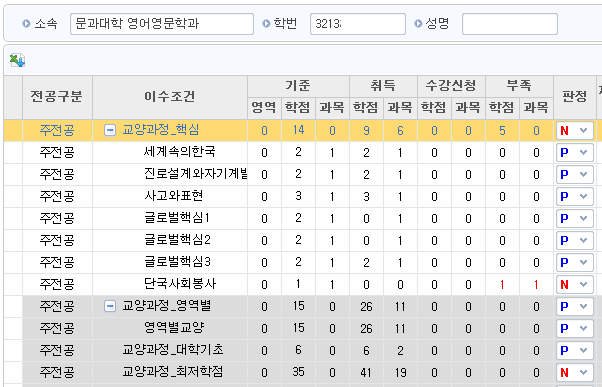 소속 문과대학 영어영문학과 학번 3213 성명
기준 취득 수강신청 부족
전공구분 이수조건 판정
영역 학점 과목 학점 과목 학점 과목 학점 과목
주전공 교양과정_핵심 0 14 0 9 6 0 0 5 0 N
주전공 세계속의한국 0 2 1 2 1 0 0 0 0 P
주전공 진로설계와자기계발 0 2 1 2 1 0 0 0 0 P
주전공 사고와표현 0 3 1 3 1 0 0 0 0 P
주전공 글로벌핵심1 0 2 1 0 1 0 0 0 0 P
주전공 글로벌핵심2 0 2 1 0 1 0 0 0 0 P
주전공 글로벌핵심3 0 2 1 2 1 0 0 0 0 P
주전공 단국사회봉사 0 1 1 0 0 0 0 1 1 N
주전공 교양과정_영역별 0 15 0 26 11 0 0 0 0 P
주전공 영역별교양 0 15 0 26 11 0 0 0 0 P
주전공 교양과정_대학기초 0 6 0 6 2 0 0 0 0 P
주전공 교양과정_최저학점 0 35 0 41 19 0 0 0 0 N